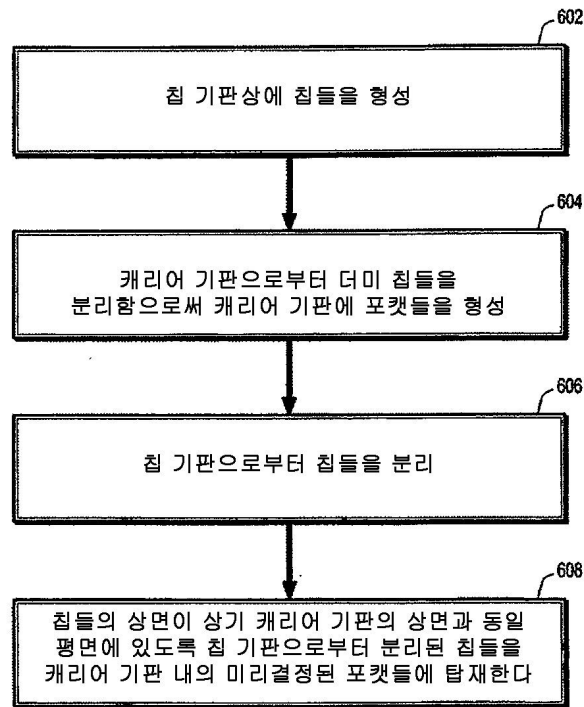 602
칩 기판상에 칩들을 형성
604
캐리어 기판으로부터 더미 칩들을
분리함으로써 캐리어 기판에 포캣들을 형성
606
칩 기판으로부터 칩들을 분리
608
칩들의 상면이 상기 캐리어 기판의 상면과 동일
평면에 있도록 칩 기판으로부터 분리된 칩들을
캐리어 기판 내의 미리결정된 포캣들에 탑재한다